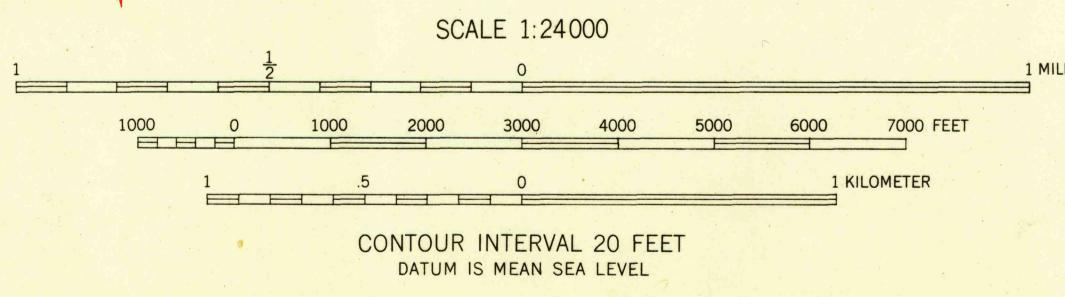 SCALE 1:24000
1 1/2 0 1 MIL
1000 0 1000 2000 3000 4000 5000 6000 7000 FEET
1 .5 0 1 KILOMETER
CONTOUR INTERVAL 20 FEET
DATUM IS MEAN SEA LEVEL